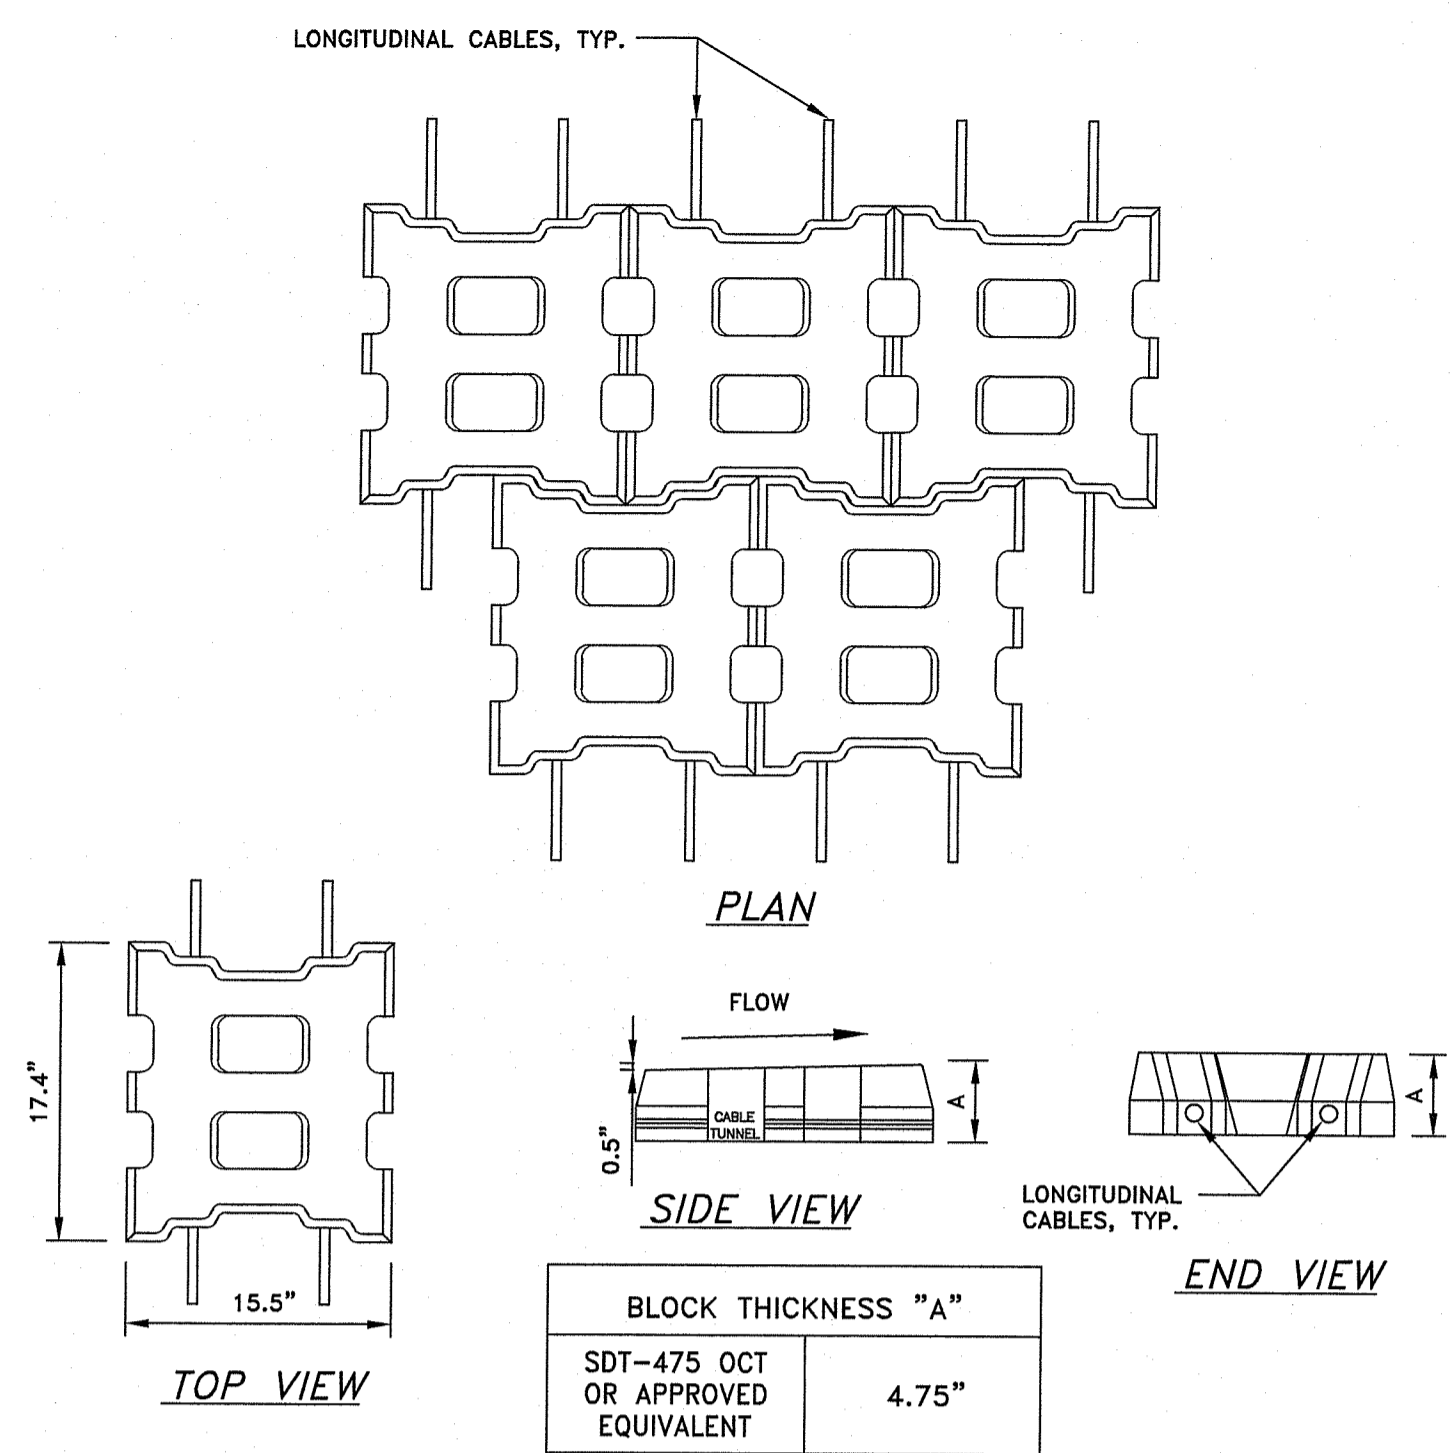 LONGITUDINAL CABLES, TYP.
PLAN
17.4"
15.5"
TOP VIEW
FLOW
0.5"
CABLE
TUNNEL
A
SIDE VIEW
A
LONGITUDINAL
CABLES, TYP.
END VIEW
BLOCK THICKNESS "A"
SDT-475 OCT
OR APPROVED
EQUIVALENT
4.75"